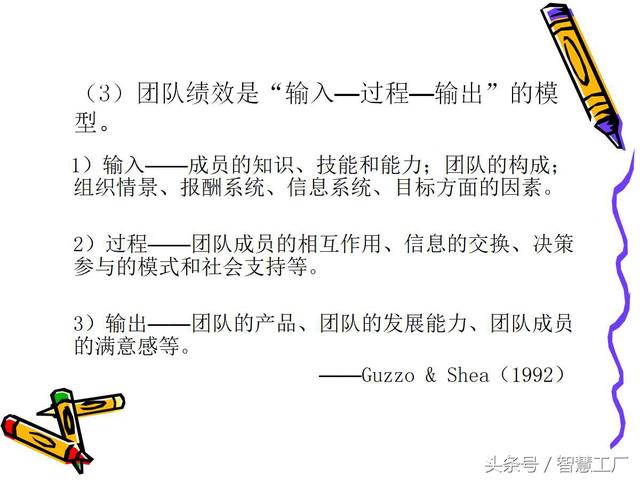 （3）团队绩效是“输入—过程—输出”的模
型。
1）输入——成员的知识、技能和能力；团队的构成；
组织情景、报酬系统、信息系统、目标方面的因素。
2）过程——团队成员的相互作用、信息的交换、决策
参与的模式和社会支持等。
3）输出——团队的产品、团队的发展能力、团队成员
的满意感等。
——Guzzo & Shea（1992）
头条号／智慧工厂